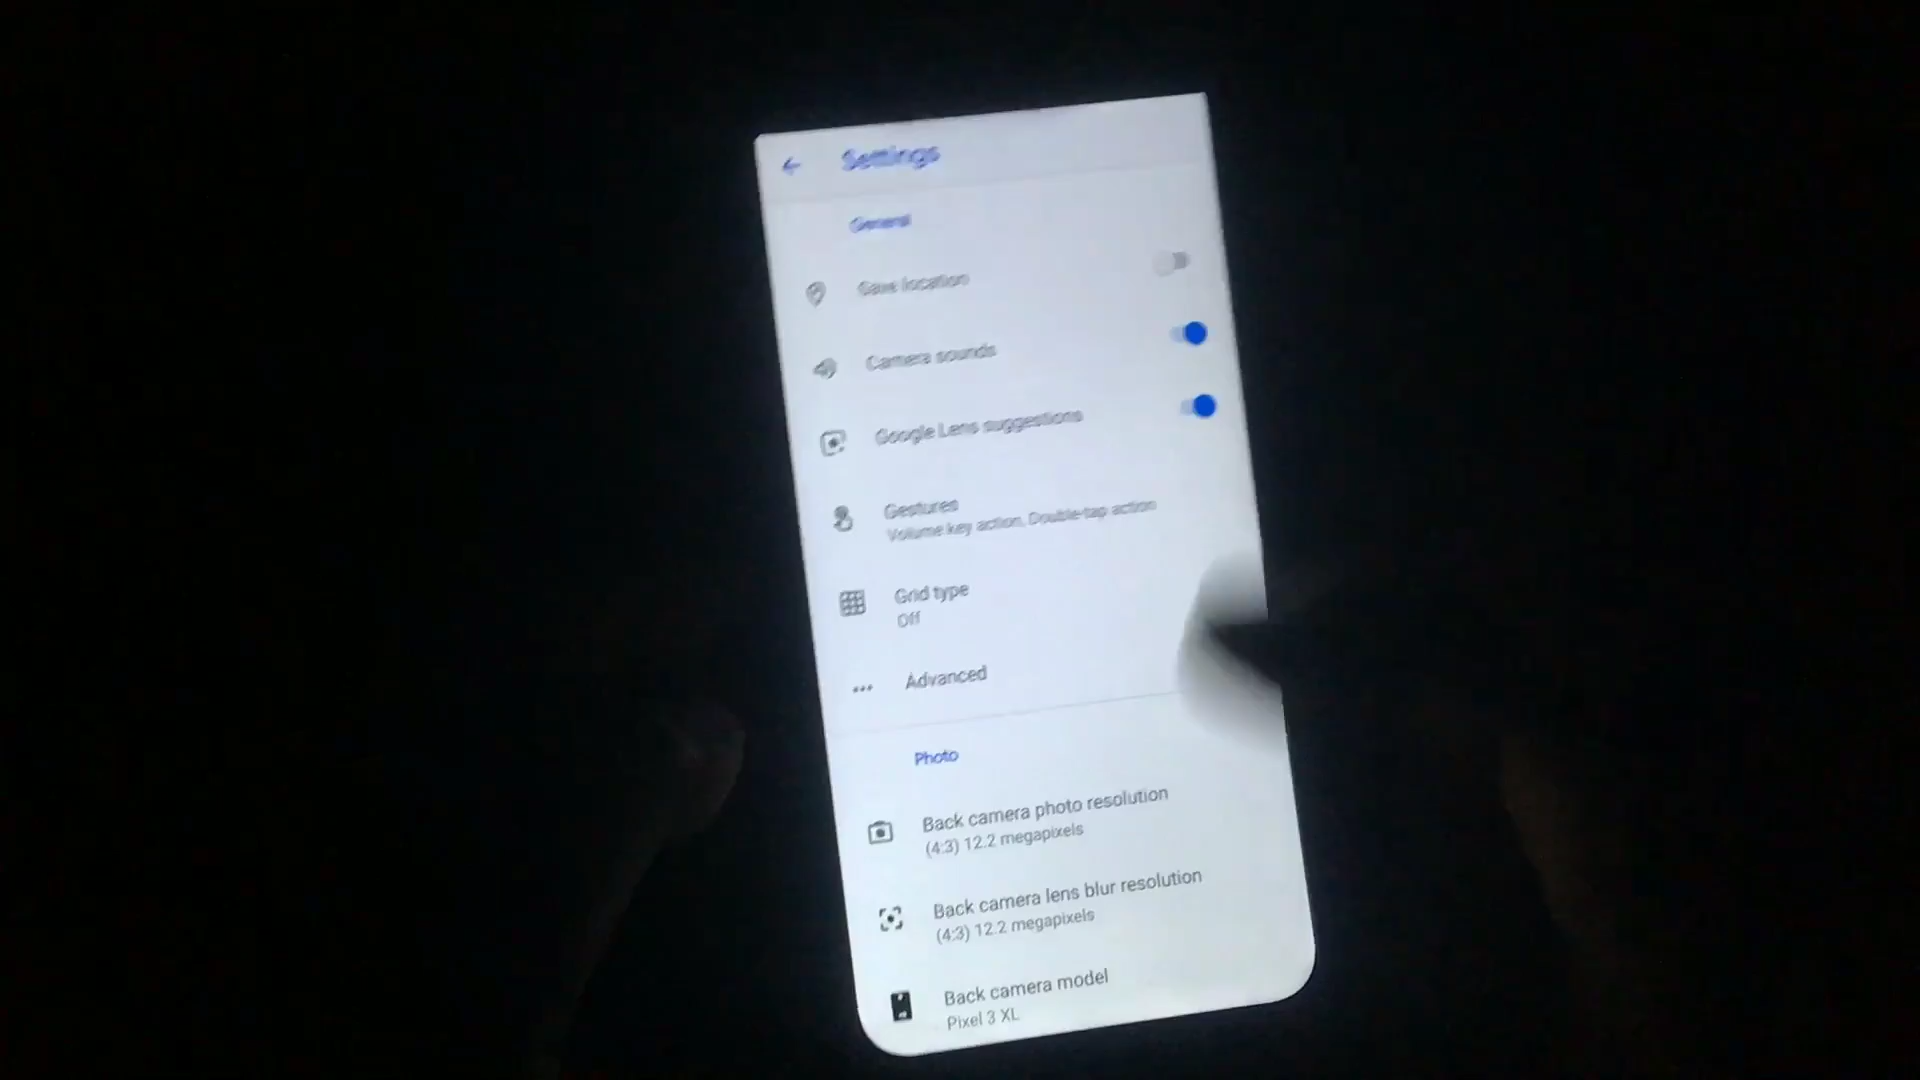 Settings
General
Save location
Camera sounds
Google Lens suggestions
Gestures
Volume key action, Double-tap action
Grid type
Off
Advanced
Photo
Back camera photo resolution
(4:3) 12.2 megapixels
Back camera lens blur resolution
(4:3) 12.2 megapixels
Back camera model
Pixel 3 XL